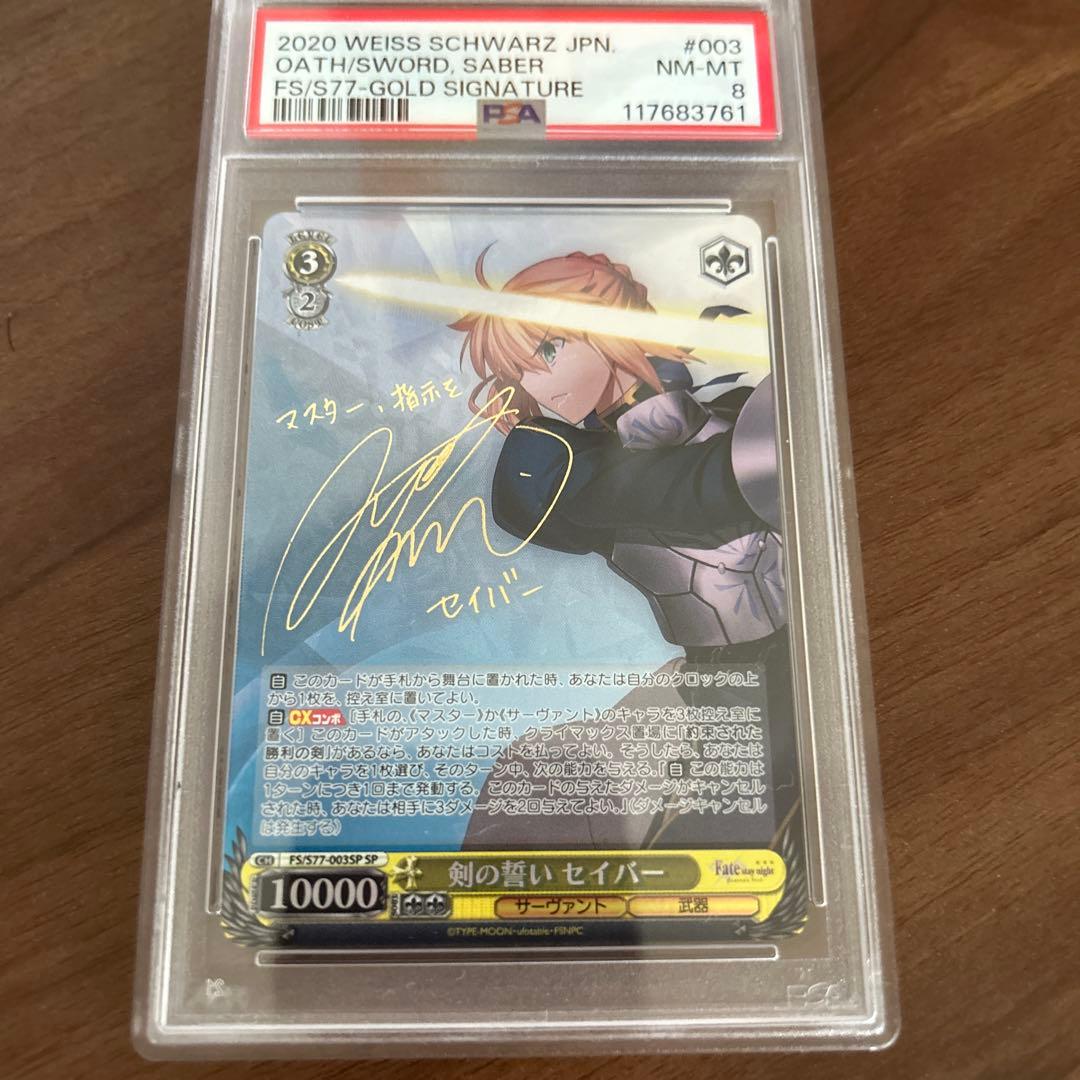 2020 WEISS SCHWARZ JPN. #003
OATH/SWORD, SABER NM-MT
FS/S77-GOLD SIGNATURE 8
PSA 117683761
LEVEL
3
2
COST
マスター、指示を
セイバー
自 このカードが手札から舞台に置かれた時、あなたは自分のクロックの上
から1枚を、控え室に置いてよい。
自 CXコンボ [手札の、《マスター》か《サーヴァント》のキャラを3枚控え室に
置く] このカードがアタックした時、クライマックス置場に「約束された
勝利の剣」があるなら、あなたはコストを払ってよい。そうしたら、あなたは
自分のキャラを1枚選び、そのターン中、次の能力を与える。『自 この能力は
1ターンにつき1回まで発動する。このカードの与えたダメージがキャンセル
された時、あなたは相手に3ダメージを2回与えてよい。』(ダメージキャンセル
は発生する)
CH FS/S77-003SP SP
10000 剣の誓い セイバー Fate stay night
サーヴァント 武器
©TYPE-MOON・ufotable・FSNPC
PSA